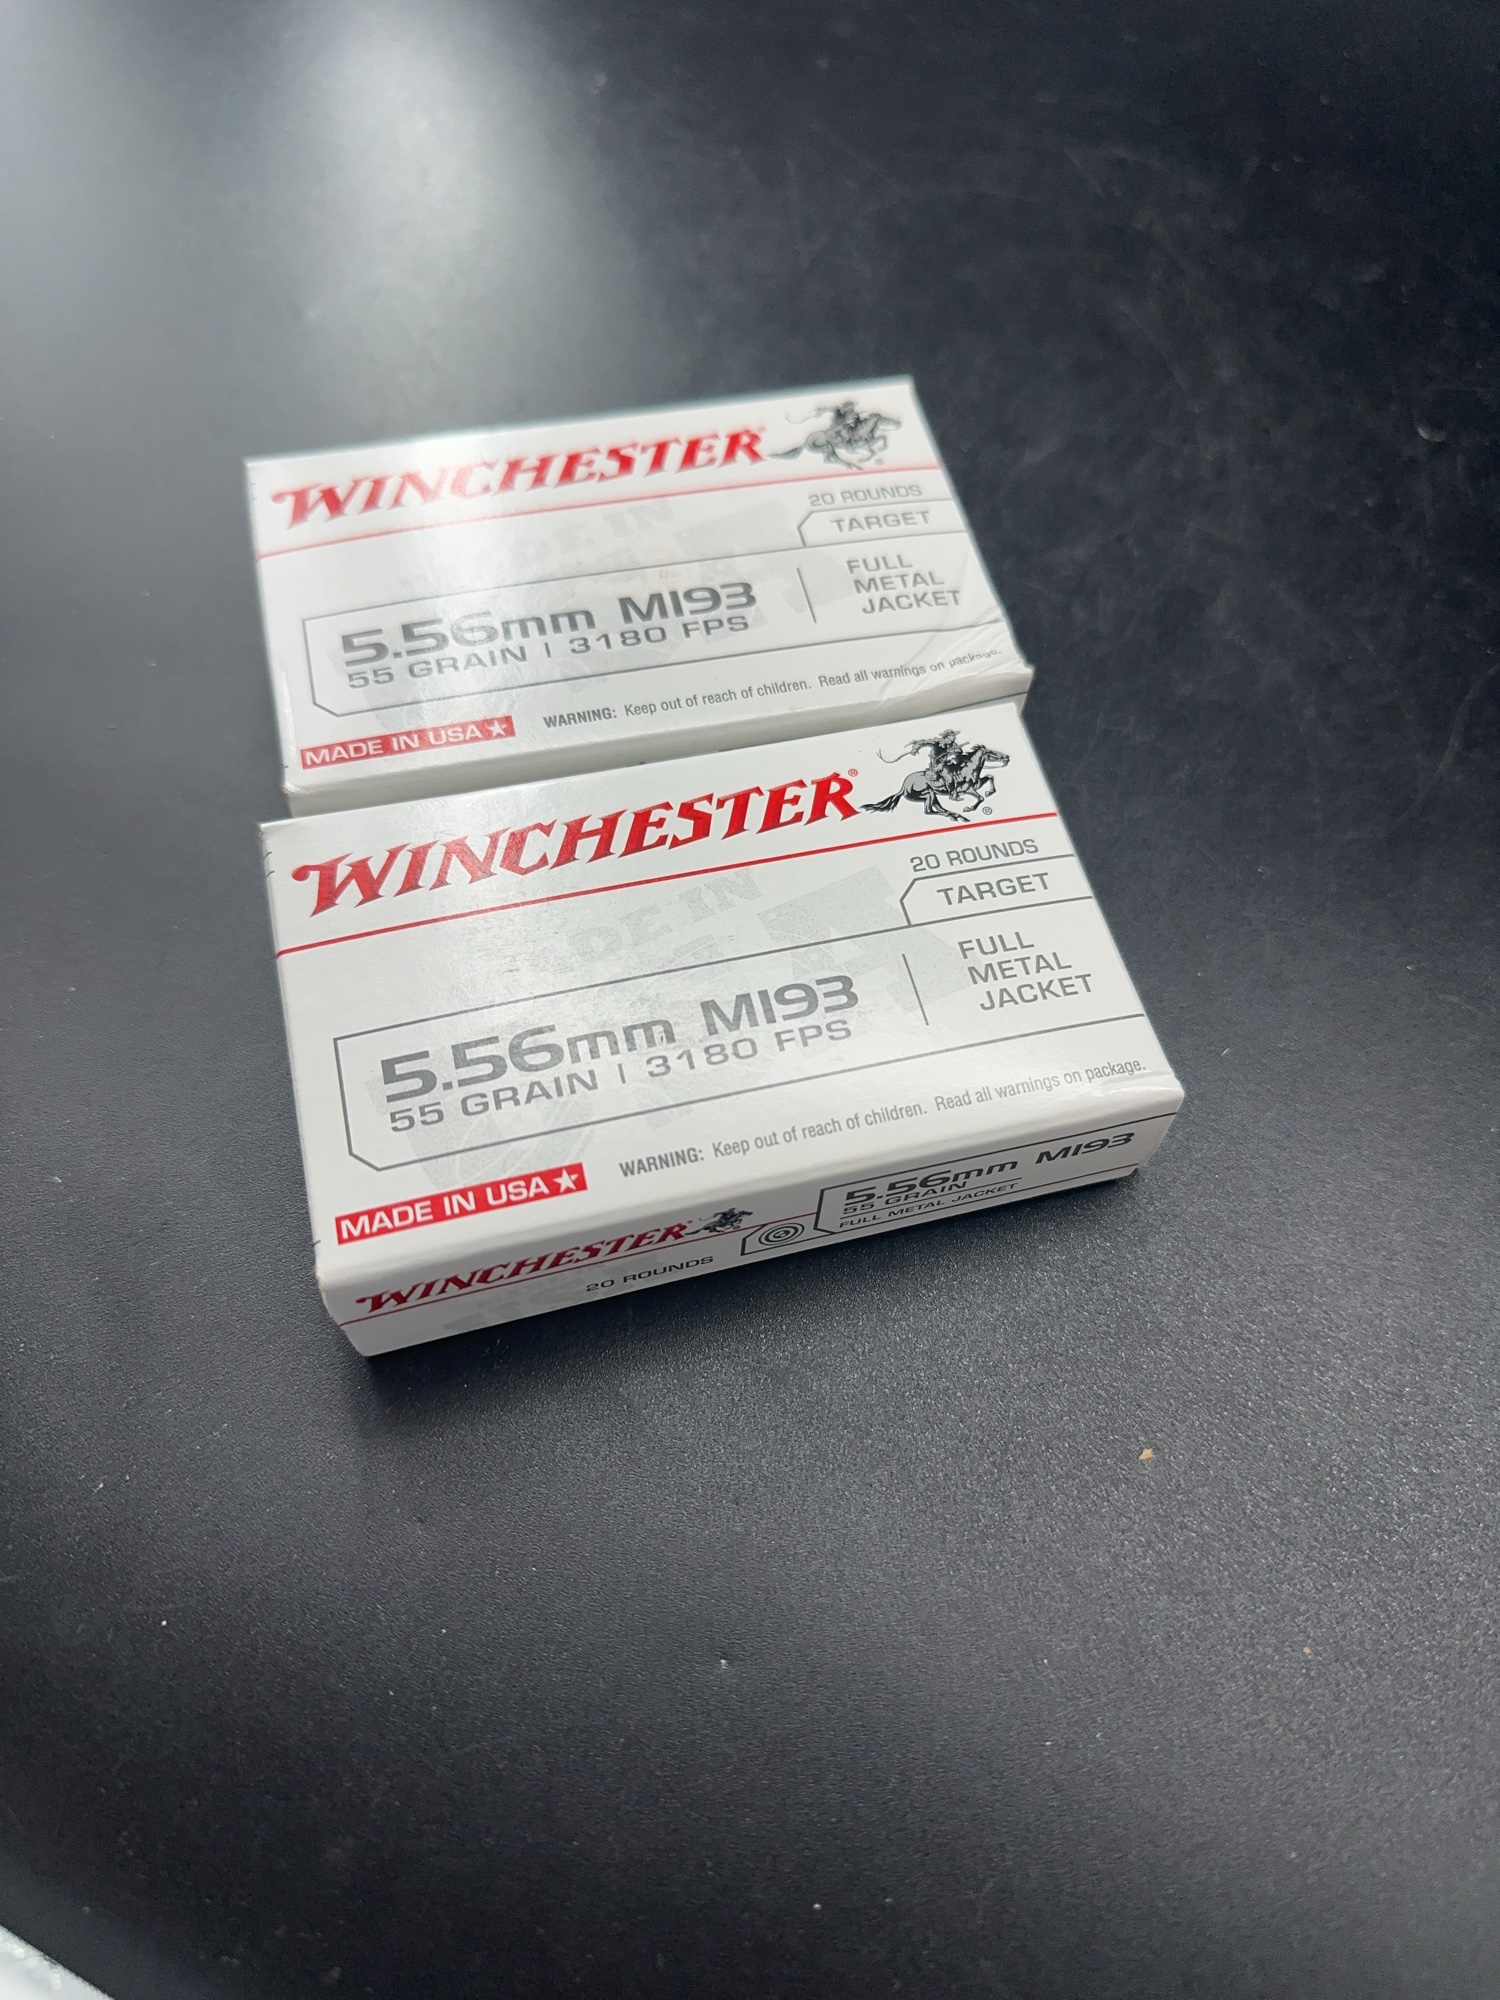 WINCHESTER®
20 ROUNDS
TARGET
5.56mm M193
55 GRAIN | 3180 FPS
FULL
METAL
JACKET
WARNING: Keep out of reach of children. Read all warnings on package.
MADE IN USA
WINCHESTER®
20 ROUNDS
TARGET
5.56mm M193
55 GRAIN | 3180 FPS
FULL
METAL
JACKET
WARNING: Keep out of reach of children. Read all warnings on package.
MADE IN USA
WINCHESTER
20 ROUNDS
5.56mm M193
55 GRAIN
FULL METAL JACKET